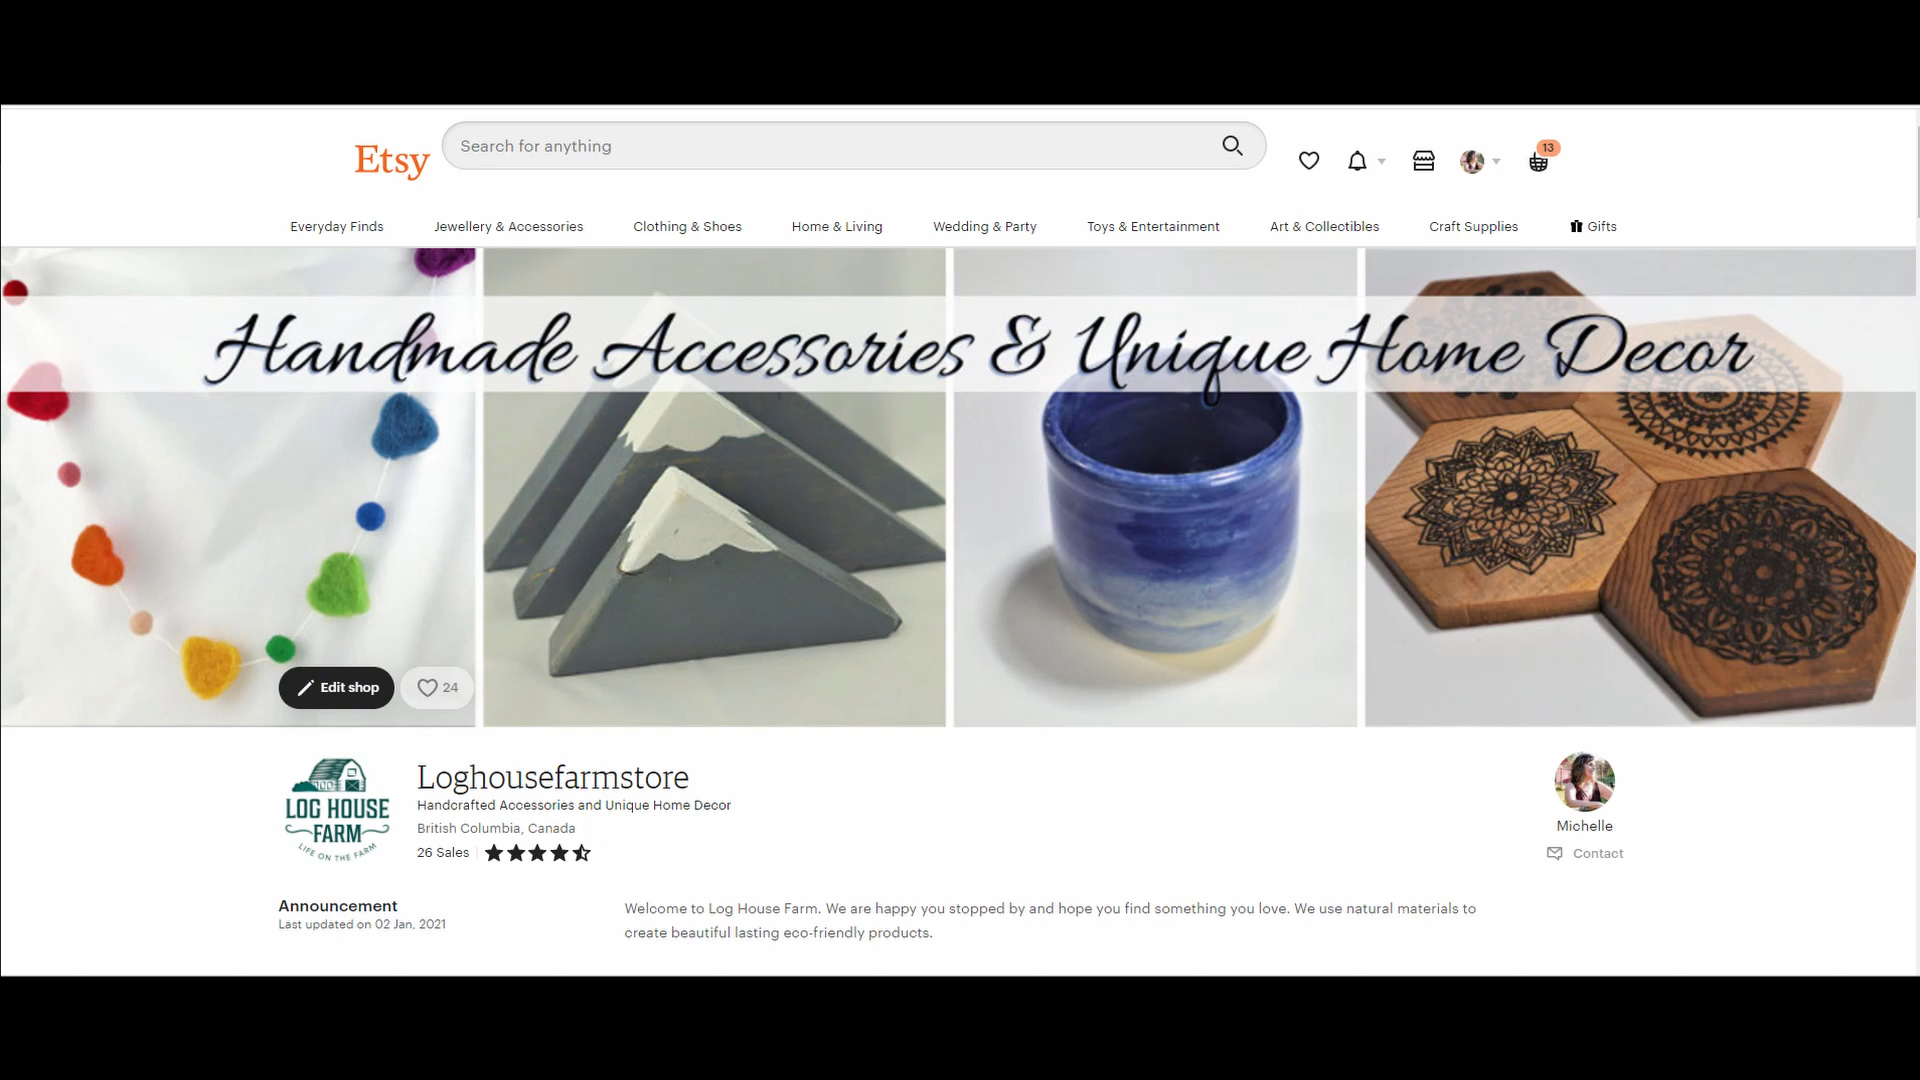 Etsy
Search for anything
13
Everyday Finds
Jewellery & Accessories
Clothing & Shoes
Home & Living
Wedding & Party
Toys & Entertainment
Art & Collectibles
Craft Supplies
Gifts
Handmade Accessories & Unique Home Decor
Edit shop
24
LOG HOUSE
FARM
LIFE ON THE FARM
Loghousefarmstore
Handcrafted Accessories and Unique Home Decor
British Columbia, Canada
26 Sales
Michelle
Contact
Announcement
Last updated on 02 Jan, 2021
Welcome to Log House Farm. We are happy you stopped by and hope you find something you love. We use natural materials to
create beautiful lasting eco-friendly products.